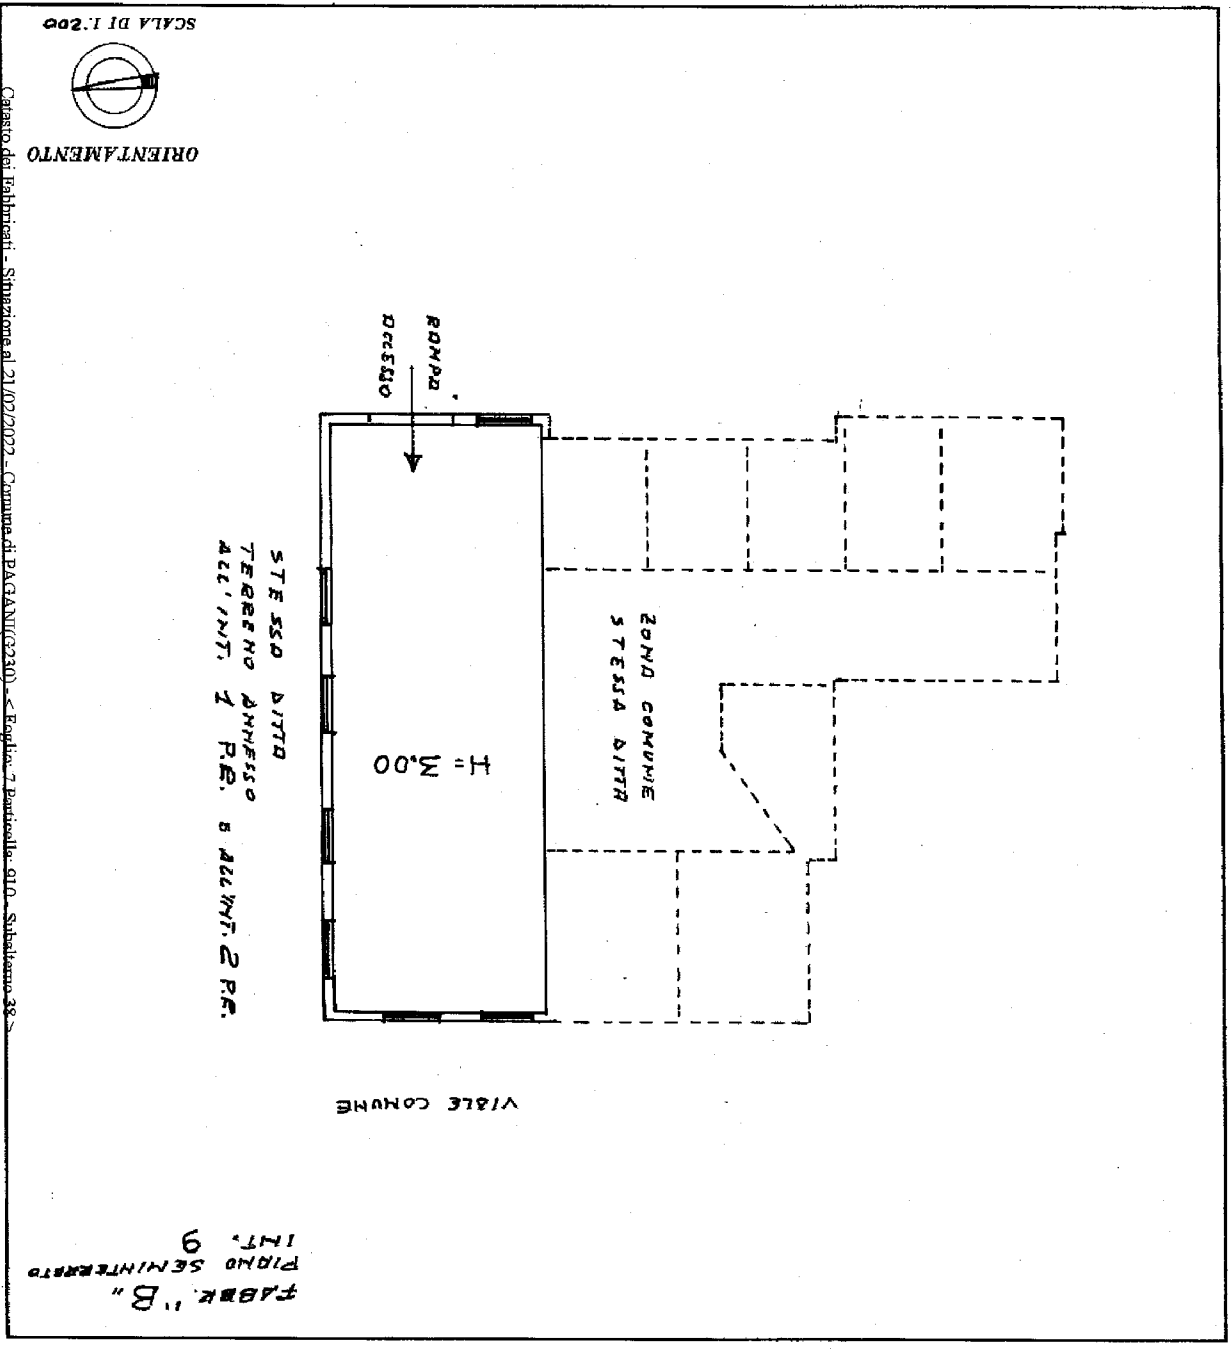 FABBR. "B"
PIANO SEMINTERRATO
INT. 9
VIALE COMUNE
ZONA COMUNE
STESSA DITTA
H= 3.00
STESSA DITTA
TERRENO ANNESSO
ALL'INT. 1 P.R. E ALL'INT. 2 P.R.
RAMPA
ACCESSO
ORIENTAMENTO
SCALA DI 1:200
Catasto dei Fabbricati - Situazione al 21/02/2022 - Comune di PAGANI(G230) - < Foglio: 7 Particella: 910 - Subalterno 38 >